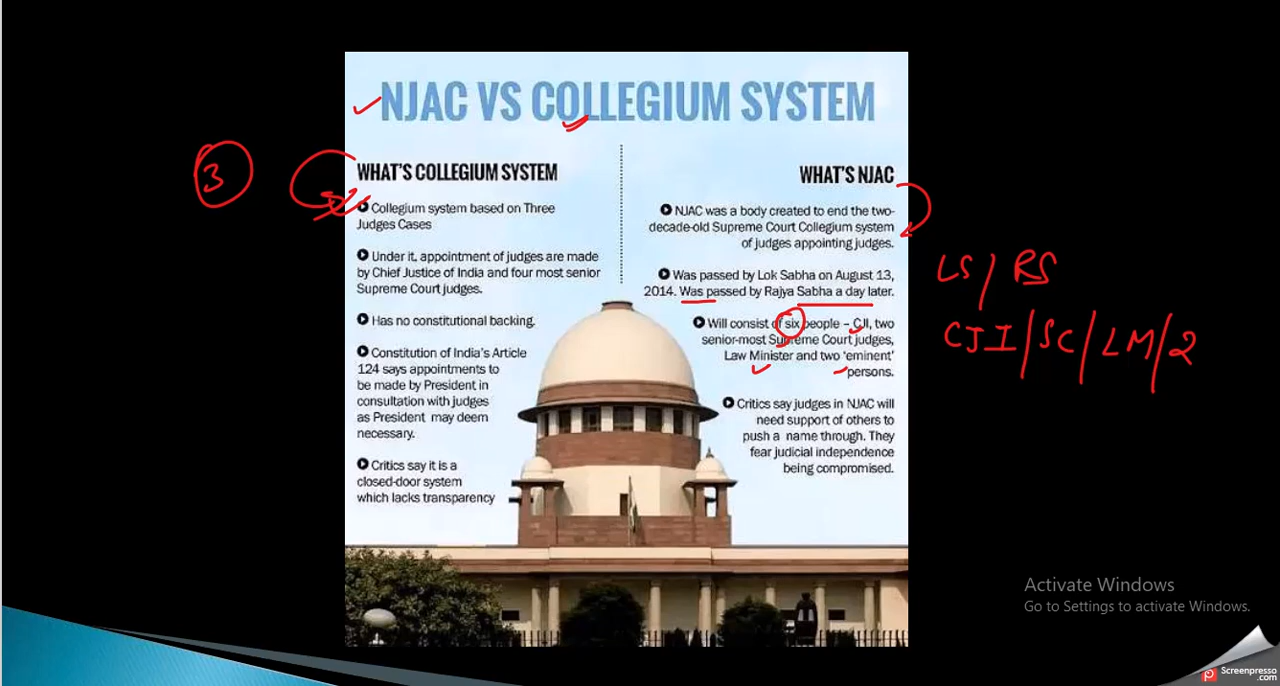 NJAC VS COLLEGIUM SYSTEM
3
WHAT'S COLLEGIUM SYSTEM
Collegium system based on Three
Judges Cases
Under it, appointment of judges are made
by Chief Justice of India and four most senior
Supreme Court judges.
Has no constitutional backing.
Constitution of India's Article
124 says appointments to
be made by President in
consultation with judges
as President may deem
necessary.
Critics say it is a
closed-door system
which lacks transparency
WHAT'S NJAC
NJAC was a body created to end the two-
decade-old Supreme Court Collegium system
of judges appointing judges.
Was passed by Lok Sabha on August 13,
2014. Was passed by Rajya Sabha a day later.
Will consist of six people – CJI, two
senior-most Supreme Court judges,
Law Minister and two 'eminent'
persons.
Critics say judges in NJAC will
need support of others to
push a name through. They
fear judicial independence
being compromised.
LS/RS
CJI/SC/LM/2
Activate Windows
Go to Settings to activate Windows.
Screenpresso
.com